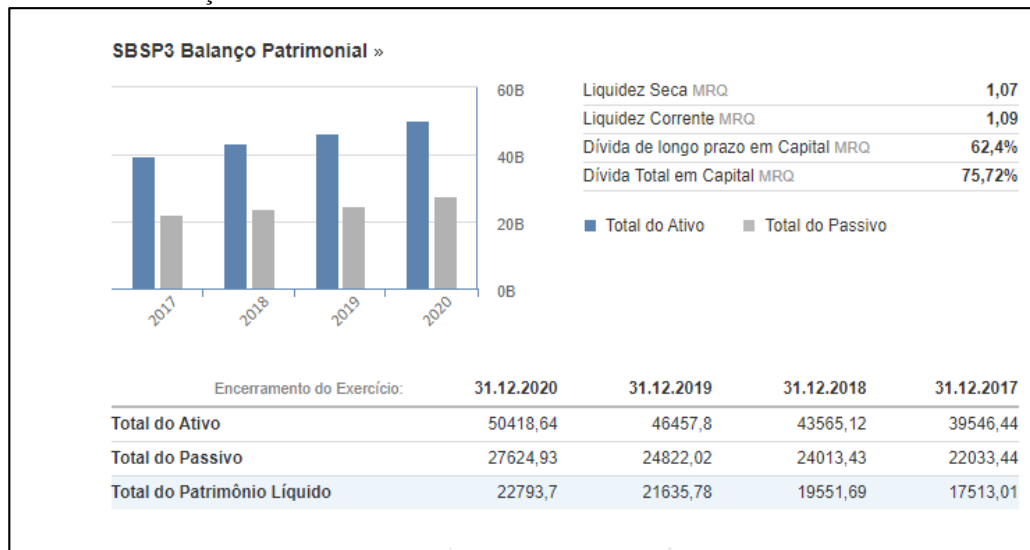 SBSP3 Balanço Patrimonial »
60B
40B
20B
0B
2017 2018 2019 2020
Liquidez Seca MRQ 1,07
Liquidez Corrente MRQ 1,09
Dívida de longo prazo em Capital MRQ 62,4%
Dívida Total em Capital MRQ 75,72%
Total do Ativo Total do Passivo
Encerramento do Exercício: 31.12.2020 31.12.2019 31.12.2018 31.12.2017
Total do Ativo 50418,64 46457,8 43565,12 39546,44
Total do Passivo 27624,93 24822,02 24013,43 22033,44
Total do Patrimônio Líquido 22793,7 21635,78 19551,69 17513,01